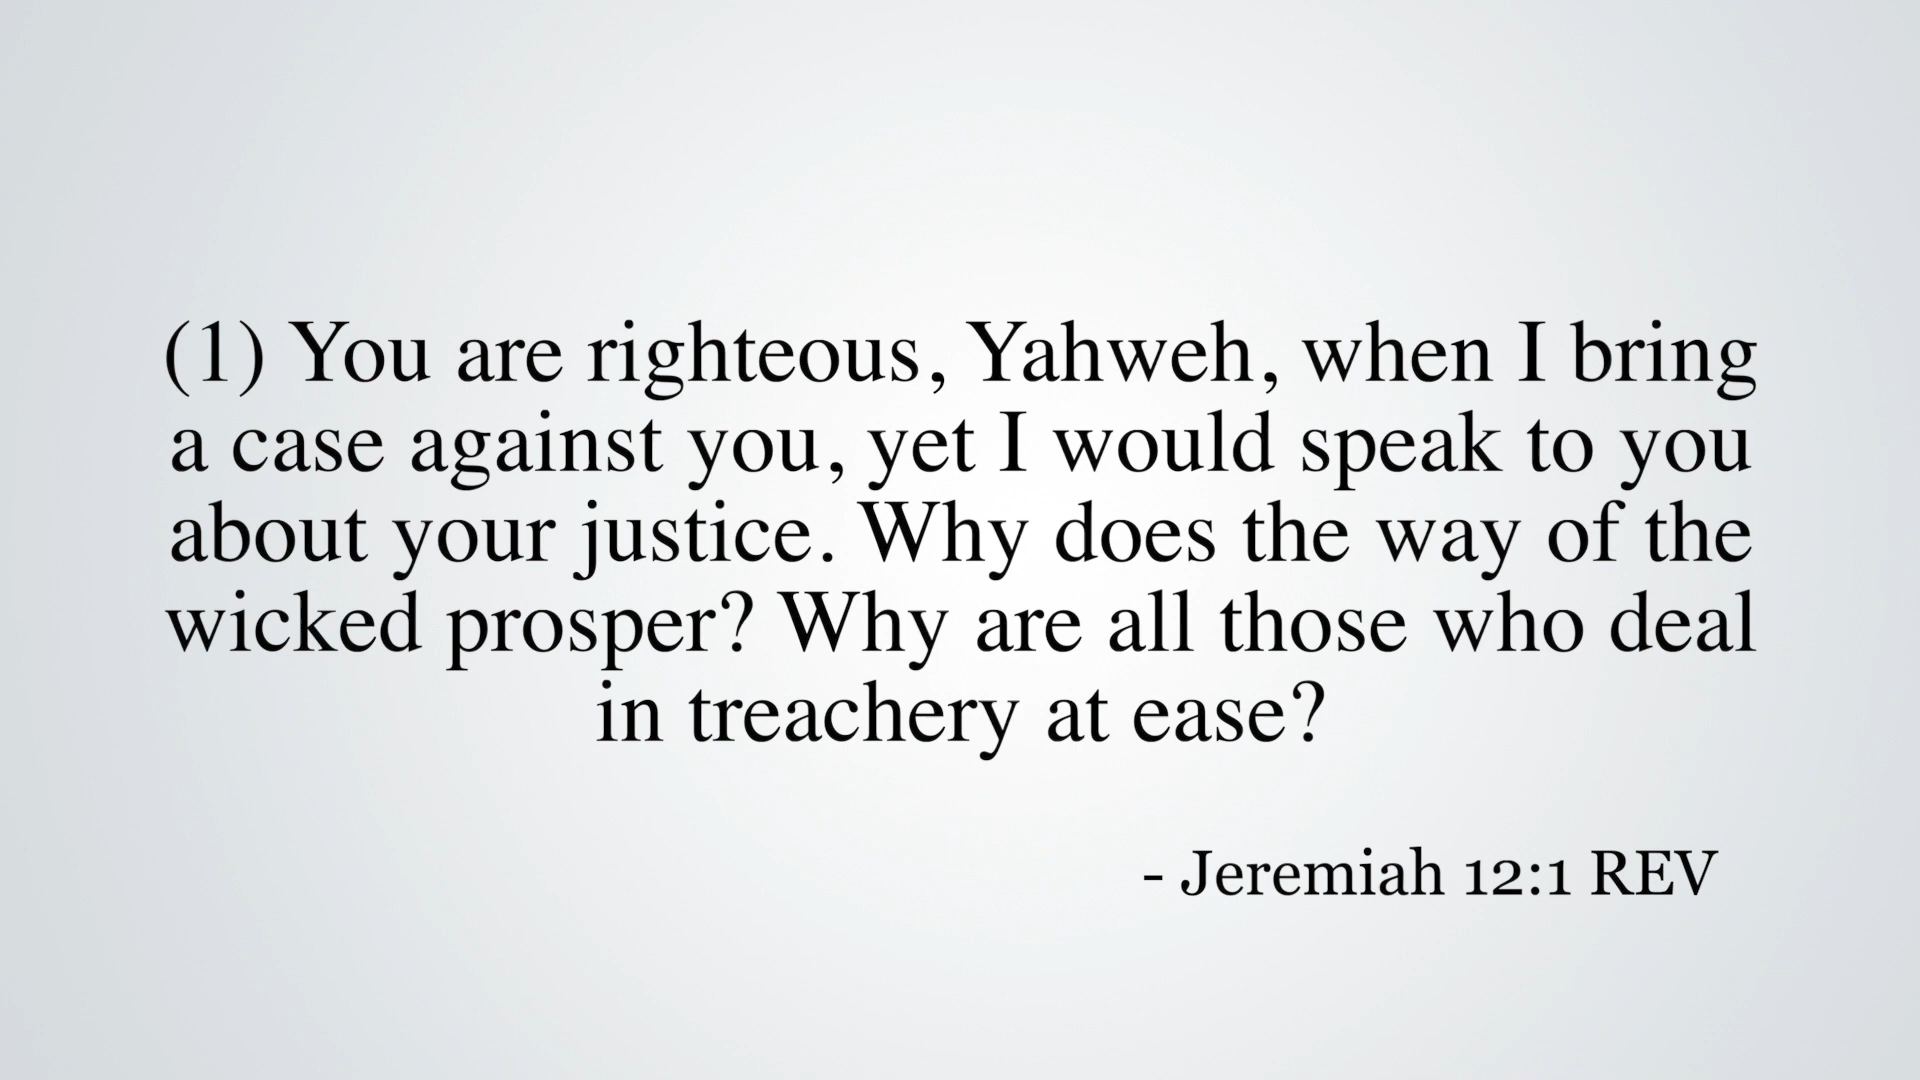 (1) You are righteous, Yahweh, when I bring
a case against you, yet I would speak to you
about your justice. Why does the way of the
wicked prosper? Why are all those who deal
in treachery at ease?
- Jeremiah 12:1 REV